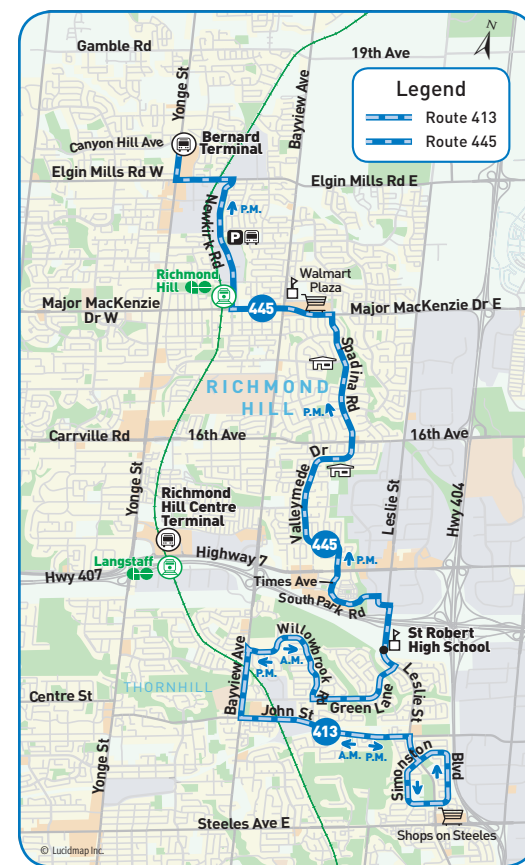 N
Gamble Rd
19th Ave
Yonge St
Bayview Ave
Legend
Route 413
Route 445
Canyon Hill Ave
Bernard
Terminal
Elgin Mills Rd W
Elgin Mills Rd E
Newkirk Rd
P.M.
P
Richmond
Hill
Walmart
Plaza
Major MacKenzie
Dr W
445
Major MacKenzie Dr E
Spadina Rd
RICHMOND
HILL
P.M.
Carrville Rd
16th Ave
16th Ave
Valleymede Dr
Yonge St
Richmond
Hill Centre
Terminal
Leslie St
Hwy 404
445
Langstaff
Highway 7
P.M.
Hwy 407
Times Ave
South Park Rd
Willowbrook Rd
A.M.
P.M.
St Robert
High School
Bayview Ave
THORNHILL
Green Lane
Leslie St
Centre St
John St
413
A.M.
P.M.
Simonston
Blvd
Yonge St
Steeles Ave E
Shops on Steeles
© Lucidmap Inc.